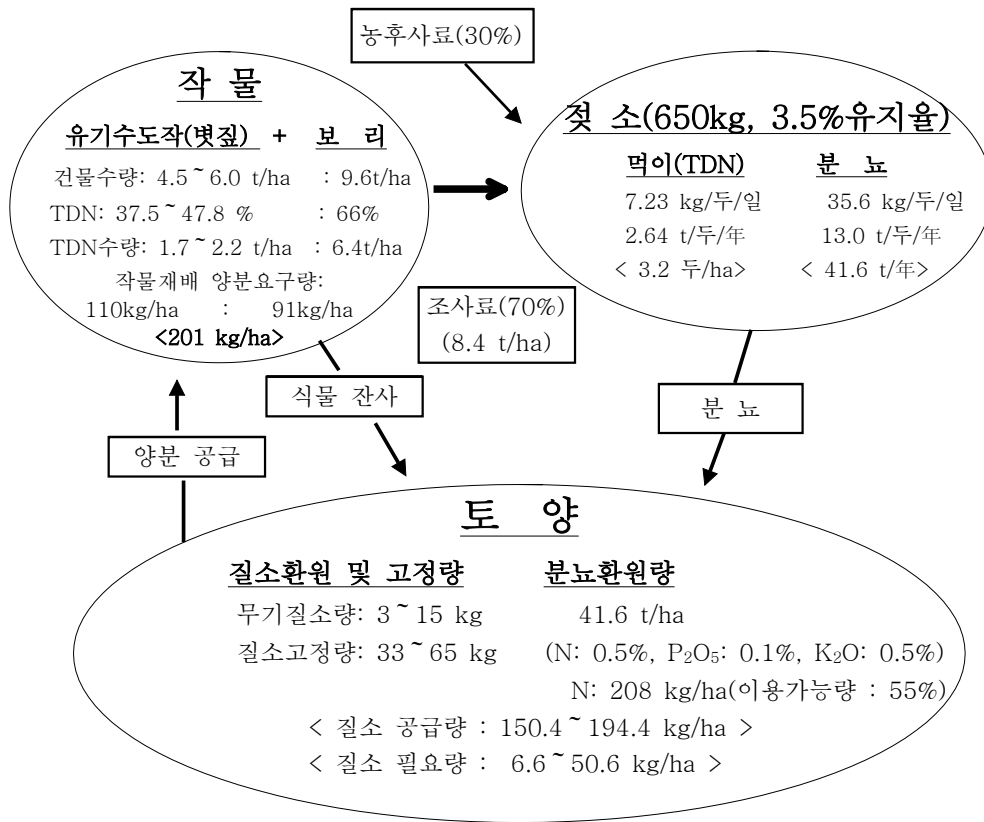 농후사료(30%)
작 물
유기수도작(볏짚) + 보 리
건물수량: 4.5~6.0 t/ha : 9.6t/ha
TDN: 37.5~47.8 % : 66%
TDN수량: 1.7~2.2 t/ha : 6.4t/ha
작물재배 양분요구량:
110kg/ha : 91kg/ha
<201 kg/ha>
젖 소(650kg, 3.5%유지율)
먹이(TDN) 분 뇨
7.23 kg/두/일 35.6 kg/두/일
2.64 t/두/年 13.0 t/두/年
< 3.2 두/ha> < 41.6 t/年>
조사료(70%)
(8.4 t/ha)
식물 잔사
분 뇨
양분 공급
토 양
질소환원 및 고정량 분뇨환원량
무기질소량: 3~15 kg 41.6 t/ha
질소고정량: 33~65 kg (N: 0.5%, P₂O₅: 0.1%, K₂O: 0.5%)
N: 208 kg/ha(이용가능량 : 55%)
< 질소 공급량 : 150.4~194.4 kg/ha >
< 질소 필요량 : 6.6~50.6 kg/ha >